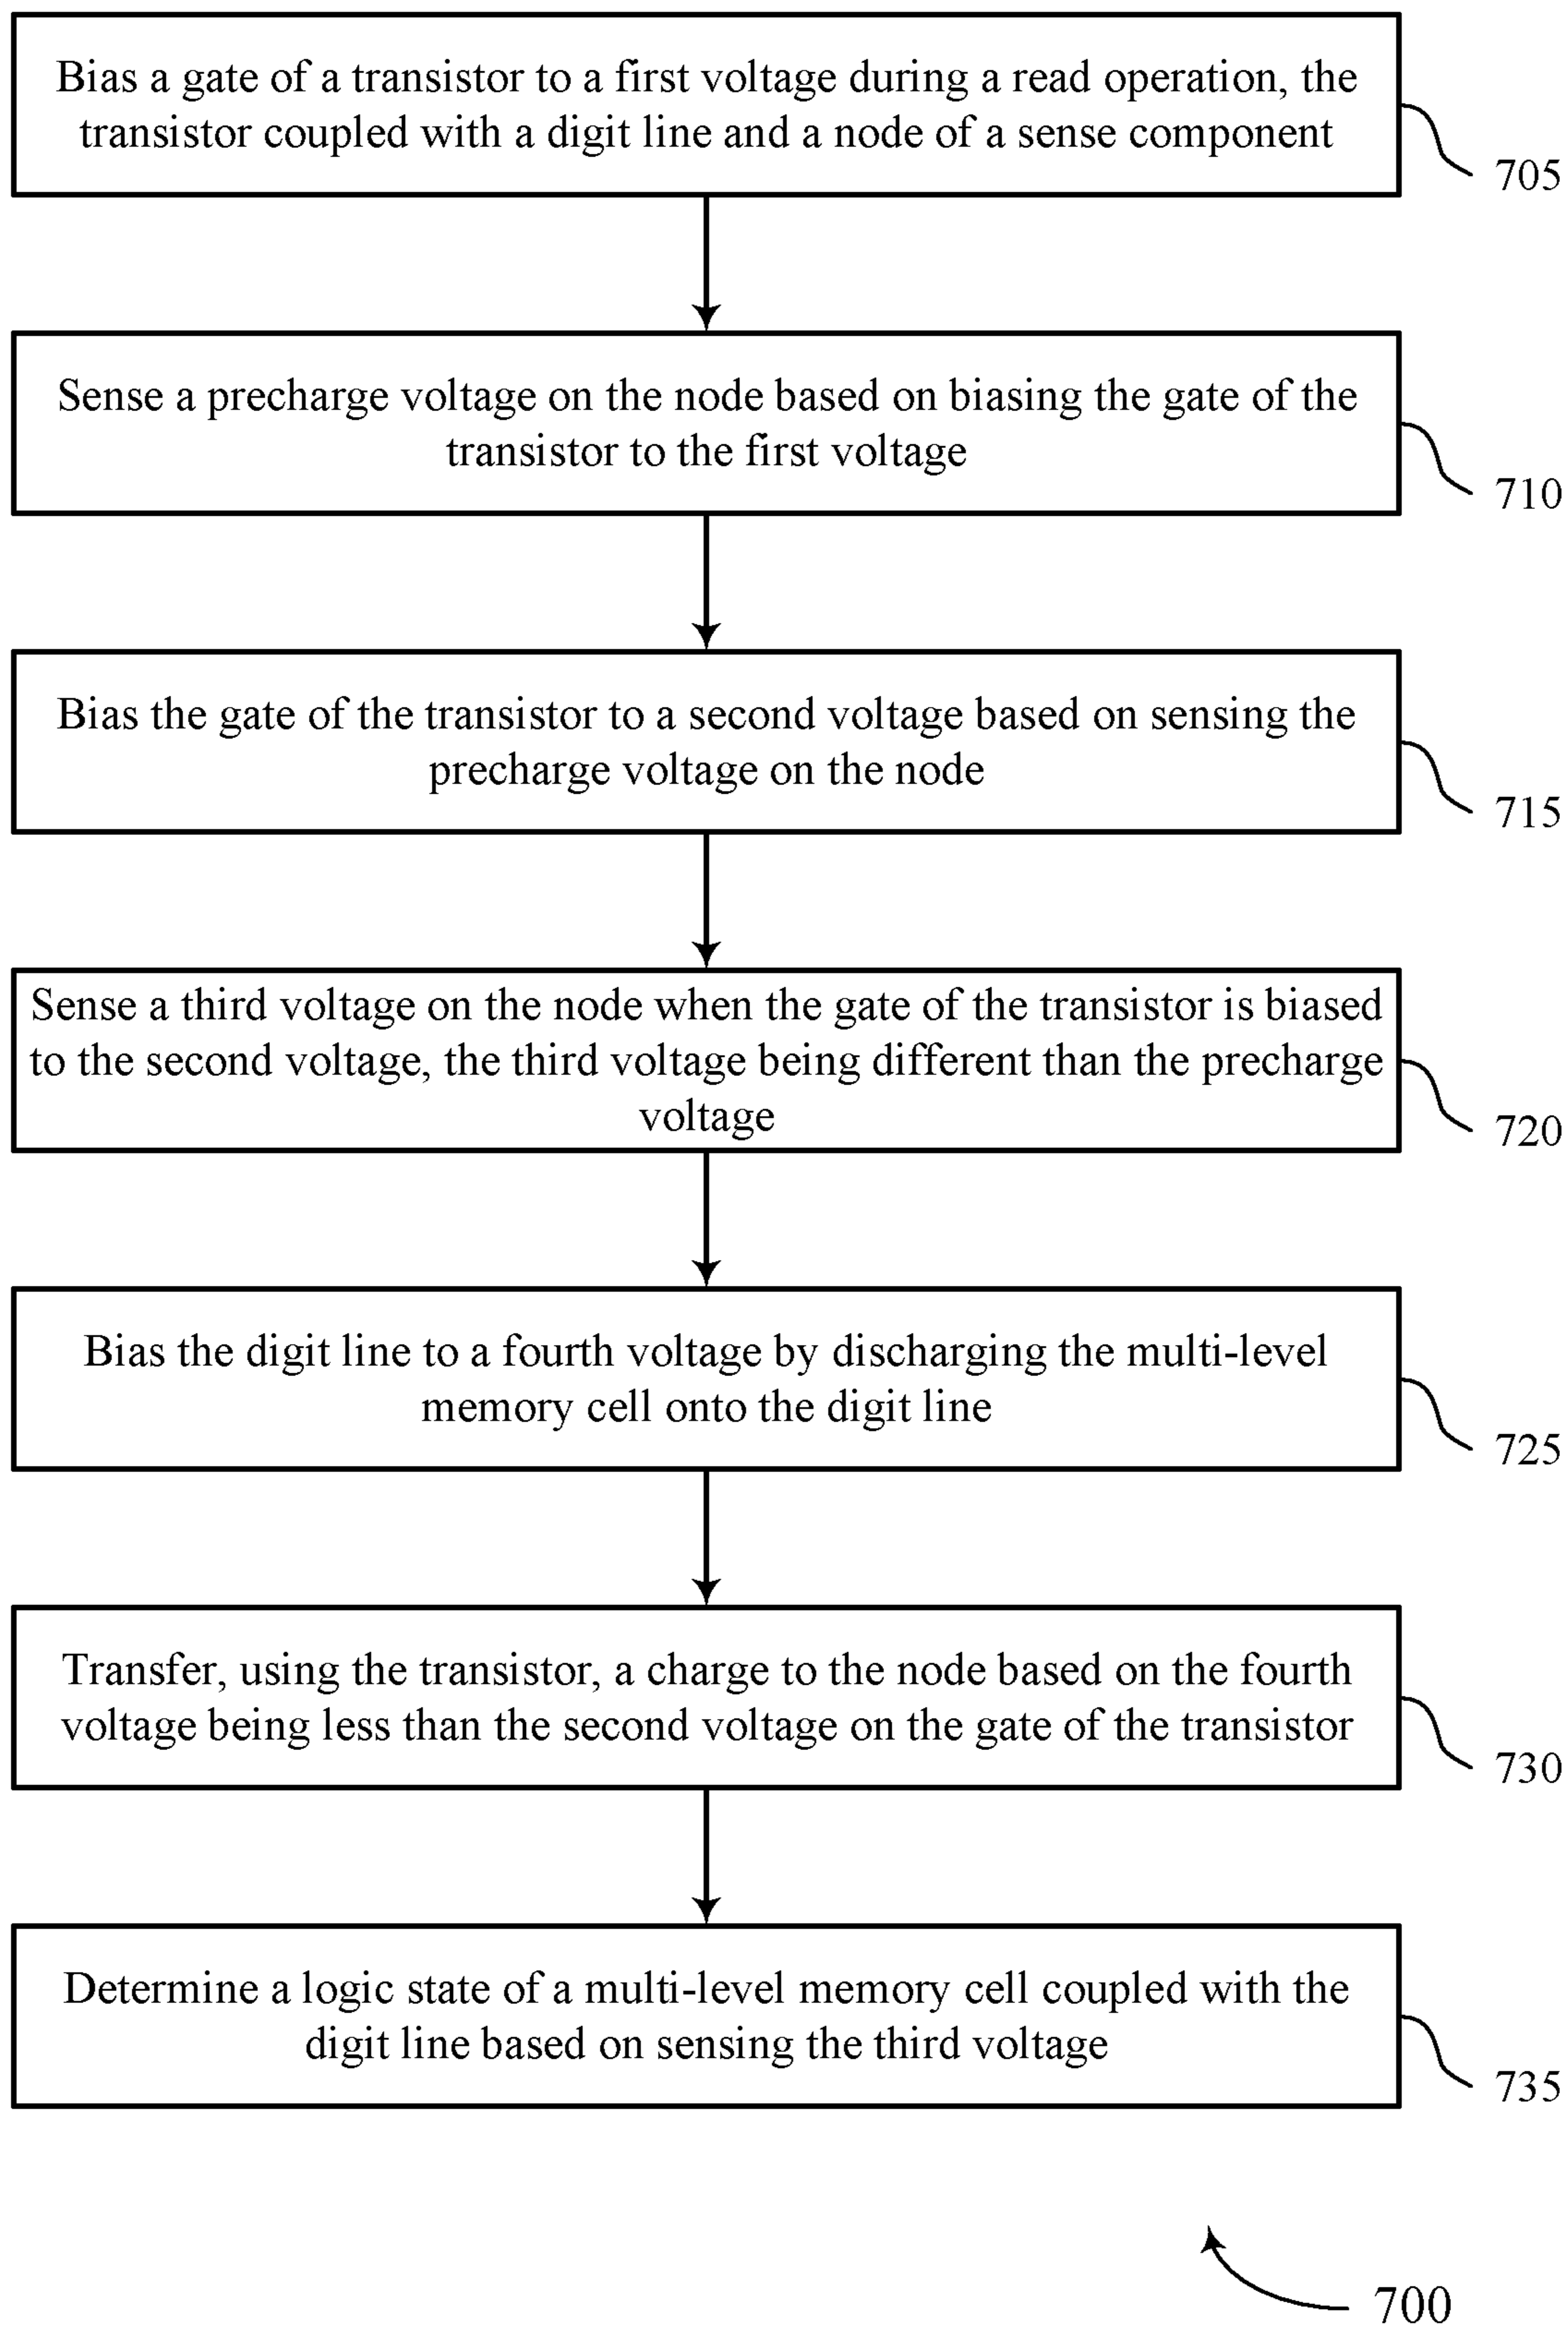 Bias a gate of a transistor to a first voltage during a read operation, the
transistor coupled with a digit line and a node of a sense component
705
Sense a precharge voltage on the node based on biasing the gate of the
transistor to the first voltage
710
Bias the gate of the transistor to a second voltage based on sensing the
precharge voltage on the node
715
Sense a third voltage on the node when the gate of the transistor is biased
to the second voltage, the third voltage being different than the precharge
voltage
720
Bias the digit line to a fourth voltage by discharging the multi-level
memory cell onto the digit line
725
Transfer, using the transistor, a charge to the node based on the fourth
voltage being less than the second voltage on the gate of the transistor
730
Determine a logic state of a multi-level memory cell coupled with the
digit line based on sensing the third voltage
735
700